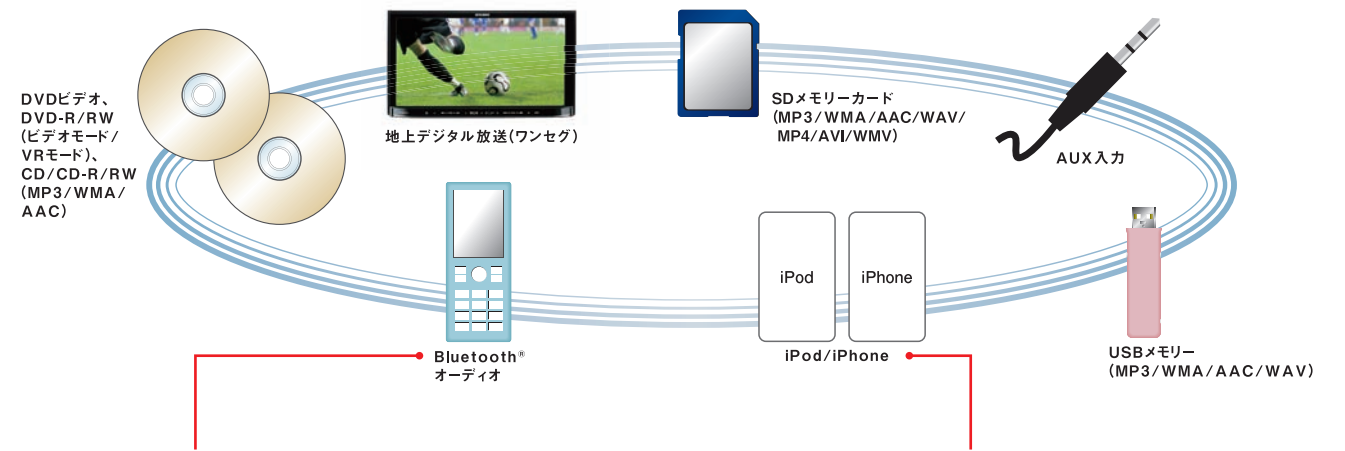 DVDビデオ、
DVD-R/RW
(ビデオモード/
VRモード)、
CD/CD-R/RW
(MP3/WMA/
AAC)
地上デジタル放送(ワンセグ)
SDメモリーカード
(MP3/WMA/AAC/WAV/
MP4/AVI/WMV)
AUX入力
Bluetooth®
オーディオ
iPod
iPhone
iPod/iPhone
USBメモリー
(MP3/WMA/AAC/WAV)